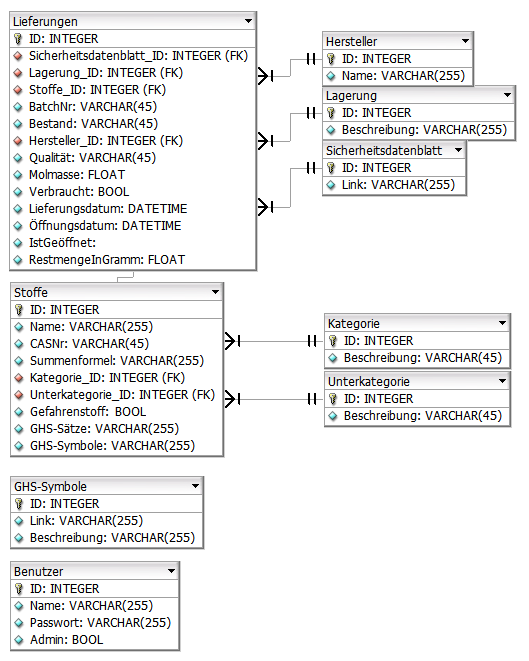 Lieferungen
ID: INTEGER
Sicherheitsdatenblatt_ID: INTEGER (FK)
Lagerung_ID: INTEGER (FK)
Stoffe_ID: INTEGER (FK)
BatchNr: VARCHAR(45)
Bestand: VARCHAR(45)
Hersteller_ID: INTEGER (FK)
Qualität: VARCHAR(45)
Molmasse: FLOAT
Verbraucht: BOOL
Lieferungsdatum: DATETIME
Öffnungsdatum: DATETIME
IstGeöffnet:
RestmengeInGramm: FLOAT
Hersteller
ID: INTEGER
Name: VARCHAR(255)
Lagerung
ID: INTEGER
Beschreibung: VARCHAR(255)
Sicherheitsdatenblatt
ID: INTEGER
Link: VARCHAR(255)
Stoffe
ID: INTEGER
Name: VARCHAR(255)
CASNr: VARCHAR(45)
Summenformel: VARCHAR(255)
Kategorie_ID: INTEGER (FK)
Unterkategorie_ID: INTEGER (FK)
Gefahrenstoff: BOOL
GHS-Sätze: VARCHAR(255)
GHS-Symbole: VARCHAR(255)
Kategorie
ID: INTEGER
Beschreibung: VARCHAR(45)
Unterkategorie
ID: INTEGER
Beschreibung: VARCHAR(45)
GHS-Symbole
ID: INTEGER
Link: VARCHAR(255)
Beschreibung: VARCHAR(255)
Benutzer
ID: INTEGER
Name: VARCHAR(255)
Passwort: VARCHAR(255)
Admin: BOOL